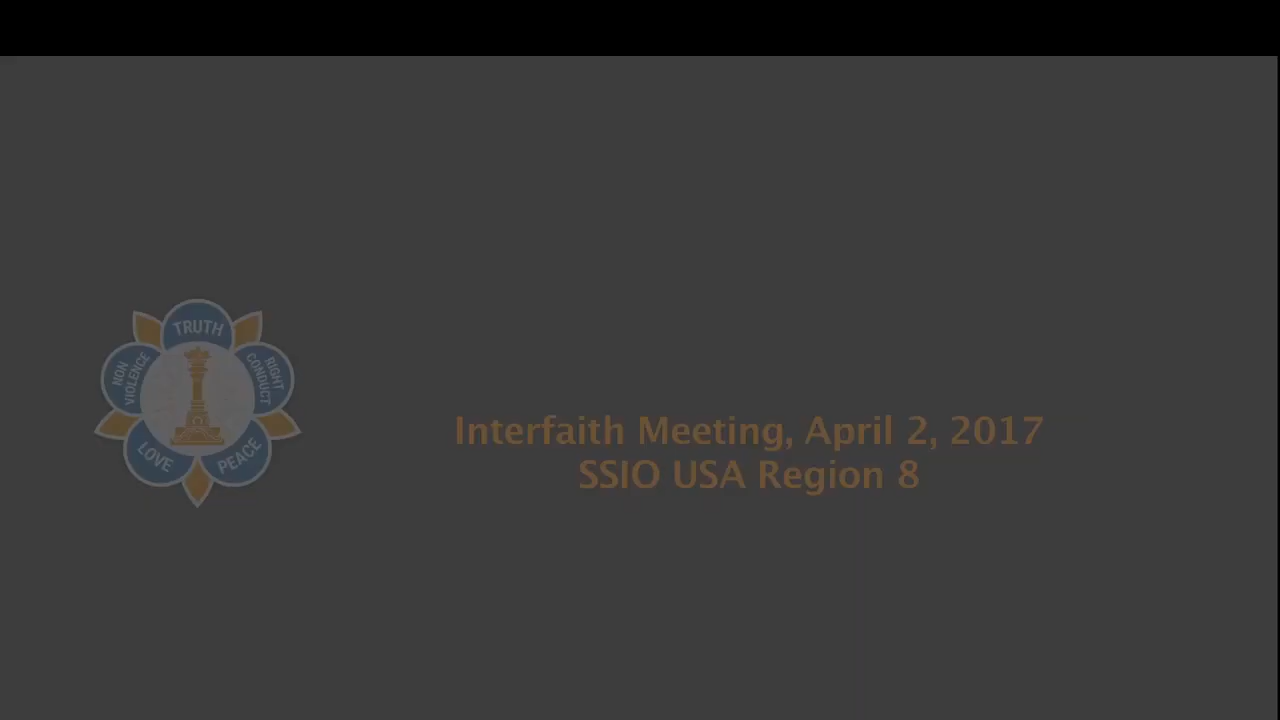 TRUTH
NON
VIOLENCE
RIGHT
CONDUCT
LOVE
PEACE
Interfaith Meeting, April 2, 2017
SSIO USA Region 8